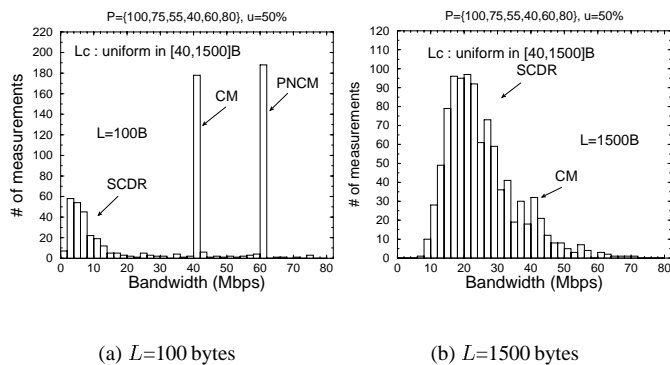 P={100,75,55,40,60,80}, u=50%
220
200
180
160
140
120
100
80
60
40
20
0
# of measurements
Lc : uniform in [40,1500]B
CM
PNCM
L=100B
SCDR
0 10 20 30 40 50 60 70 80
Bandwidth (Mbps)
(a) L=100 bytes
P={100,75,55,40,60,80}, u=50%
120
110
100
90
80
70
60
50
40
30
20
10
0
# of measurements
Lc : uniform in [40,1500]B
SCDR
L=1500B
CM
0 10 20 30 40 50 60 70 80
Bandwidth (Mbps)
(b) L=1500 bytes